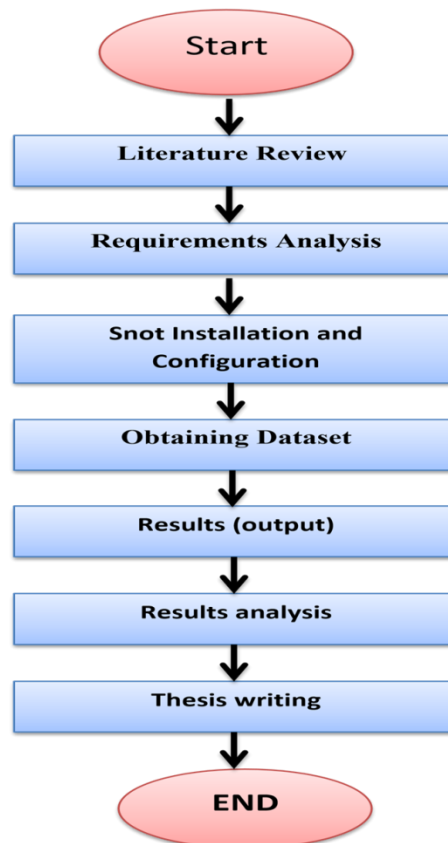 Start
Literature Review
Requirements Analysis
Snot Installation and
Configuration
Obtaining Dataset
Results (output)
Results analysis
Thesis writing
END